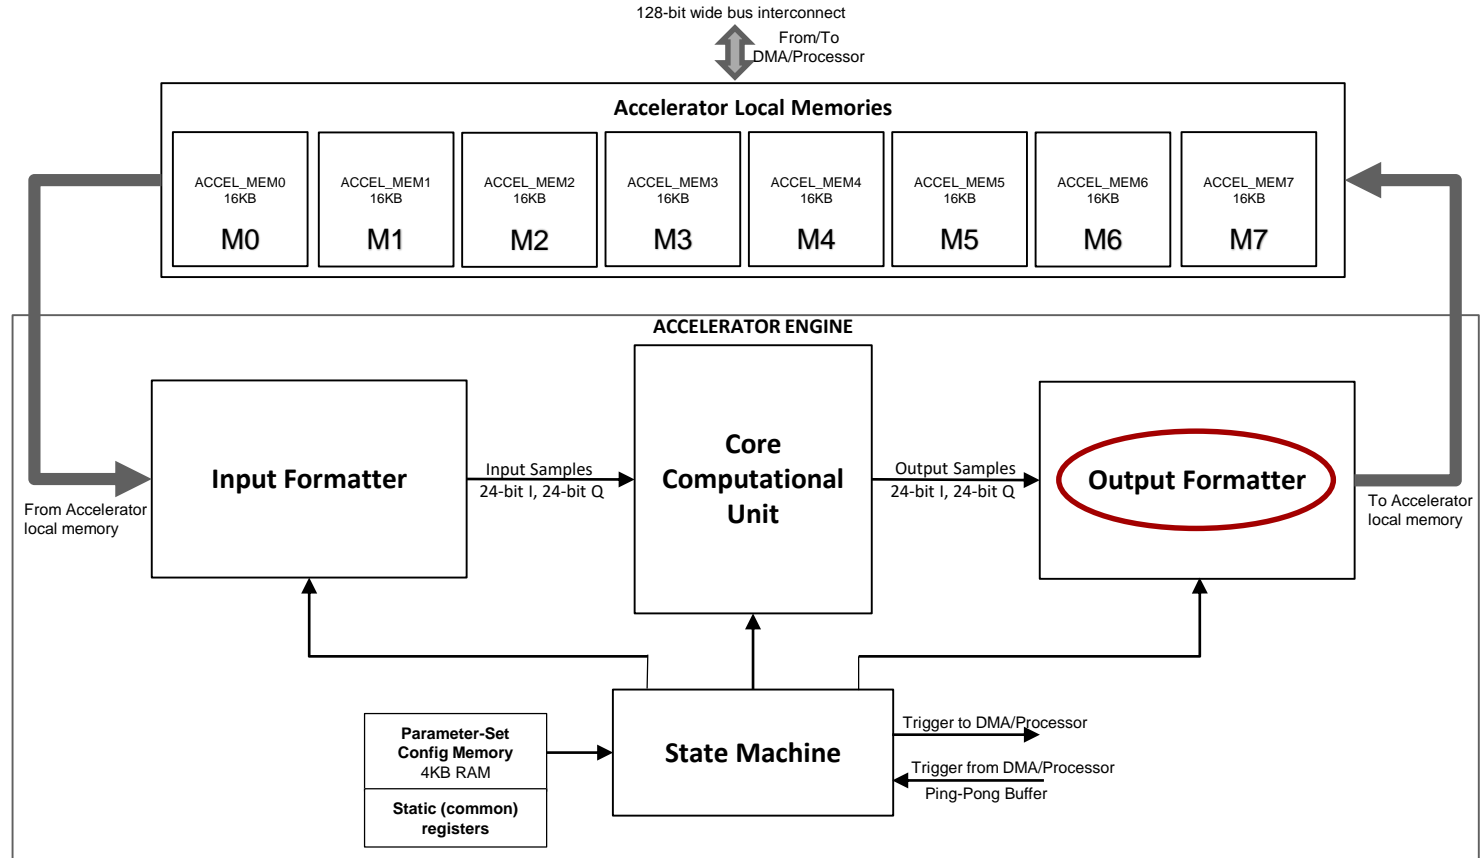 128-bit wide bus interconnect
From/To
DMA/Processor
Accelerator Local Memories
ACCEL_MEM0
16KB
M0
ACCEL_MEM1
16KB
M1
ACCEL_MEM2
16KB
M2
ACCEL_MEM3
16KB
M3
ACCEL_MEM4
16KB
M4
ACCEL_MEM5
16KB
M5
ACCEL_MEM6
16KB
M6
ACCEL_MEM7
16KB
M7
ACCELERATOR ENGINE
From Accelerator
local memory
Input Formatter
Input Samples
24-bit I, 24-bit Q
Core
Computational
Unit
Output Samples
24-bit I, 24-bit Q
Output Formatter
To Accelerator
local memory
Parameter-Set
Config Memory
4KB RAM
Static (common)
registers
State Machine
Trigger to DMA/Processor
Trigger from DMA/Processor
Ping-Pong Buffer